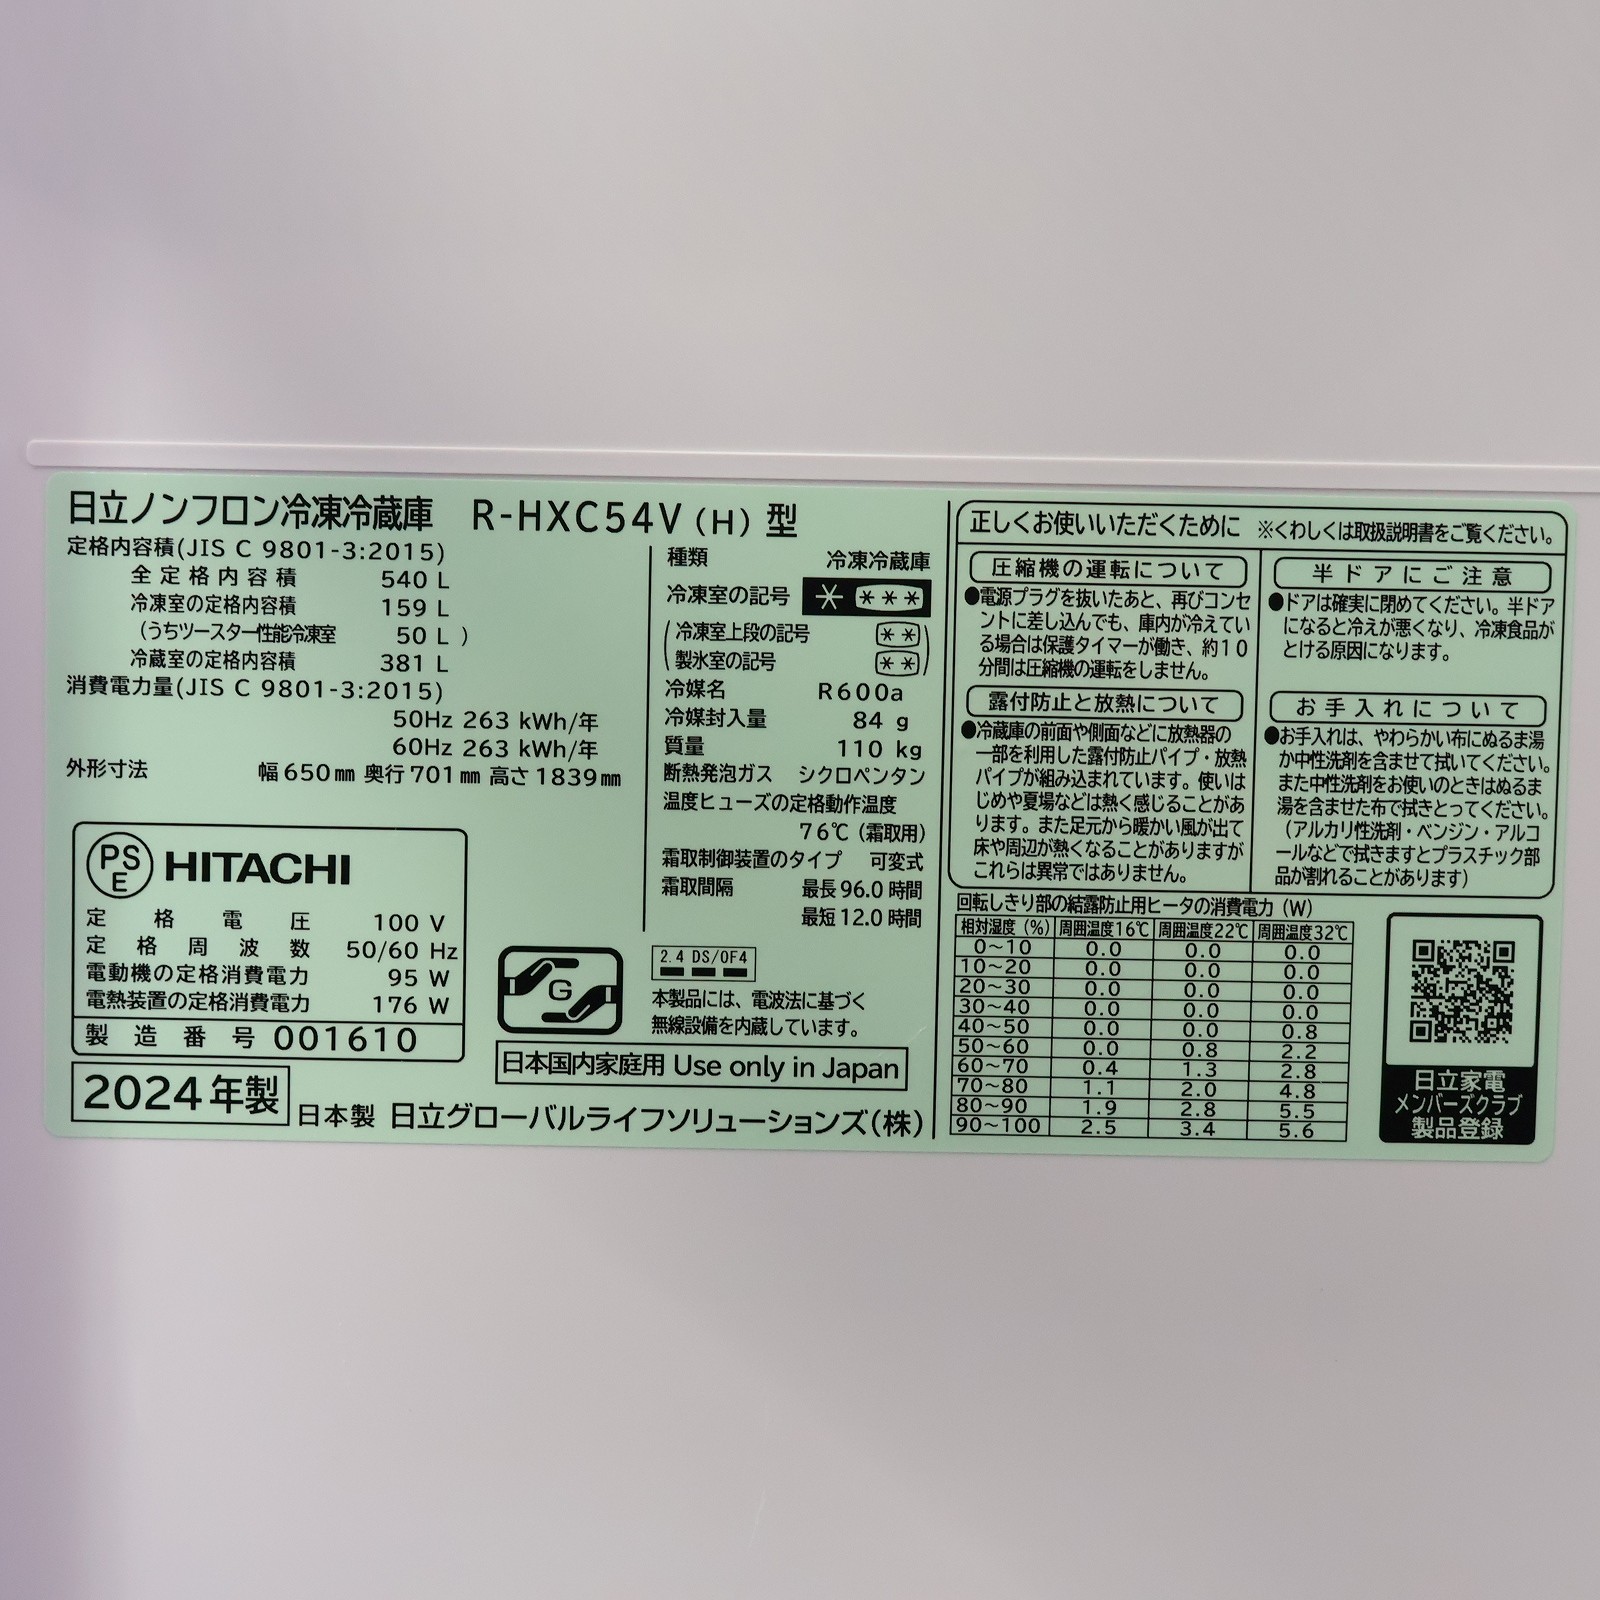 日立ノンフロン冷凍冷蔵庫 R-HXC54V (H) 型
定格内容積(JIS C 9801-3:2015)
全定格内容積 540 L
冷凍室の定格内容積 159 L
(うちツースター性能冷凍室 50 L )
冷蔵室の定格内容積 381 L
消費電力量(JIS C 9801-3:2015)
50Hz 263 kWh/年
60Hz 263 kWh/年
外形寸法 幅650mm 奥行701mm 高さ1839mm
PS
E
HITACHI
定格電圧 100 V
定格周波数 50/60 Hz
電動機の定格消費電力 95 W
電熱装置の定格消費電力 176 W
製造番号 001610
2024年製
日本製 日立グローバルライフソリューションズ(株)
種類 冷凍冷蔵庫
冷凍室の記号 * ***
冷凍室上段の記号 **
製氷室の記号 **
冷媒名 R600a
冷媒封入量 84 g
質量 110 kg
断熱発泡ガス シクロペンタン
温度ヒューズの定格動作温度
76℃ (霜取用)
霜取制御装置のタイプ 可変式
霜取間隔 最長96.0時間
最短12.0時間
G
2.4 DS/OF4
本製品には、電波法に基づく
無線設備を内蔵しています。
日本国内家庭用 Use only in Japan
正しくお使いいただくために ※くわしくは取扱説明書をご覧ください。
圧縮機の運転について
●電源プラグを抜いたあと、再びコンセ
ントに差し込んでも、庫内が冷えてい
る場合は保護タイマーが働き、約10
分間は圧縮機の運転をしません。
露付防止と放熱について
●冷蔵庫の前面や側面などに放熱器の
一部を利用した露付防止パイプ・放熱
パイプが組み込まれています。使いは
じめや夏場などは熱く感じることがあ
ります。また足元から暖かい風が出て
床や周辺が熱くなることがありますが
これらは異常ではありません。
半ドアにご注意
●ドアは確実に閉めてください。半ドア
になると冷えが悪くなり、冷凍食品が
とける原因になります。
お手入れについて
●お手入れは、やわらかい布にぬるま湯
か中性洗剤を含ませて拭いてください。
また中性洗剤をお使いのときはぬるま
湯を含ませた布で拭きとってください。
(アルカリ性洗剤・ベンジン・アルコ
ールなどで拭きますとプラスチック部
品が割れることがあります)
回転しきり部の結露防止用ヒータの消費電力 (W)
相対湿度 (%) 周囲温度16℃ 周囲温度22℃ 周囲温度32℃
0～10 0.0 0.0 0.0
10～20 0.0 0.0 0.0
20～30 0.0 0.0 0.0
30～40 0.0 0.0 0.0
40～50 0.0 0.0 0.8
50～60 0.0 0.8 2.2
60～70 0.4 1.3 2.8
70～80 1.1 2.0 4.8
80～90 1.9 2.8 5.5
90～100 2.5 3.4 5.6
日立家電
メンバーズクラブ
製品登録